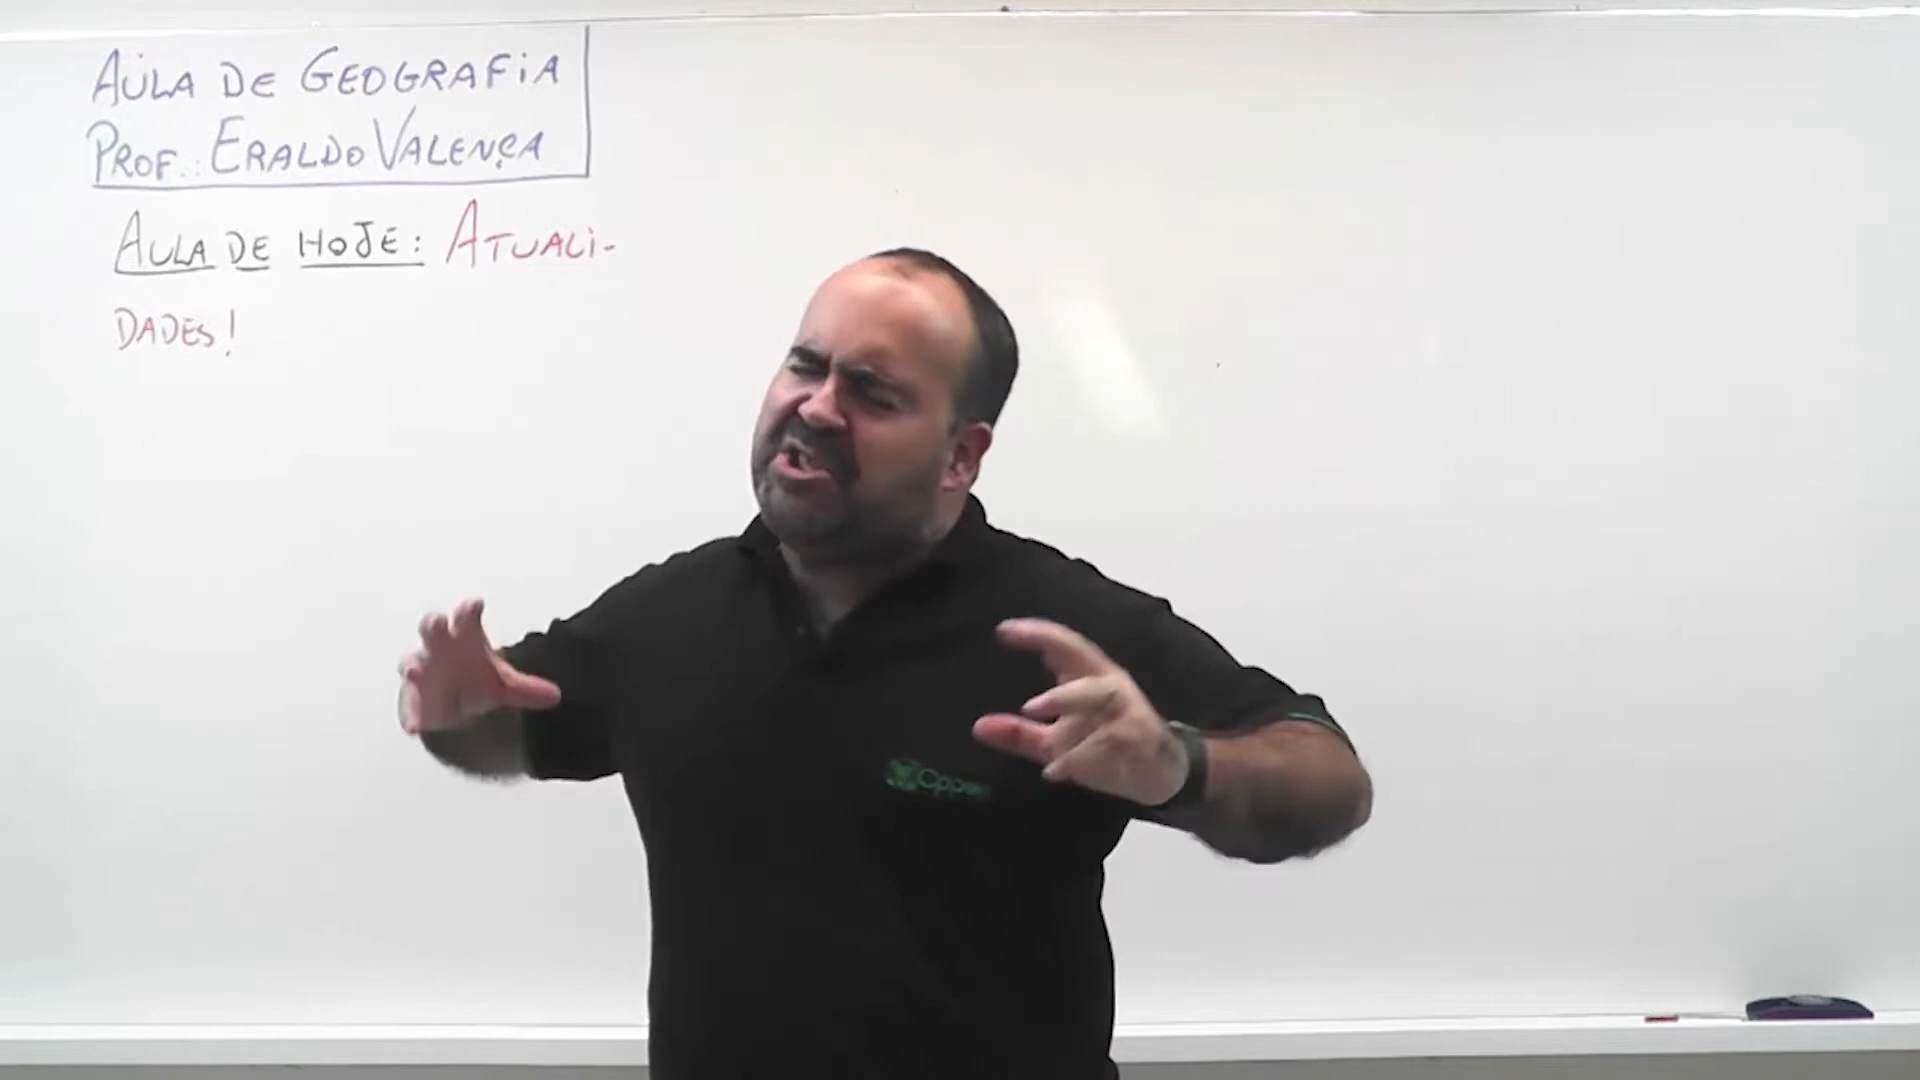 AULA DE GEOGRAFIA
PROF.: ERALDO VALENÇA
AULA DE HOJE: ATUALI-
DADES!